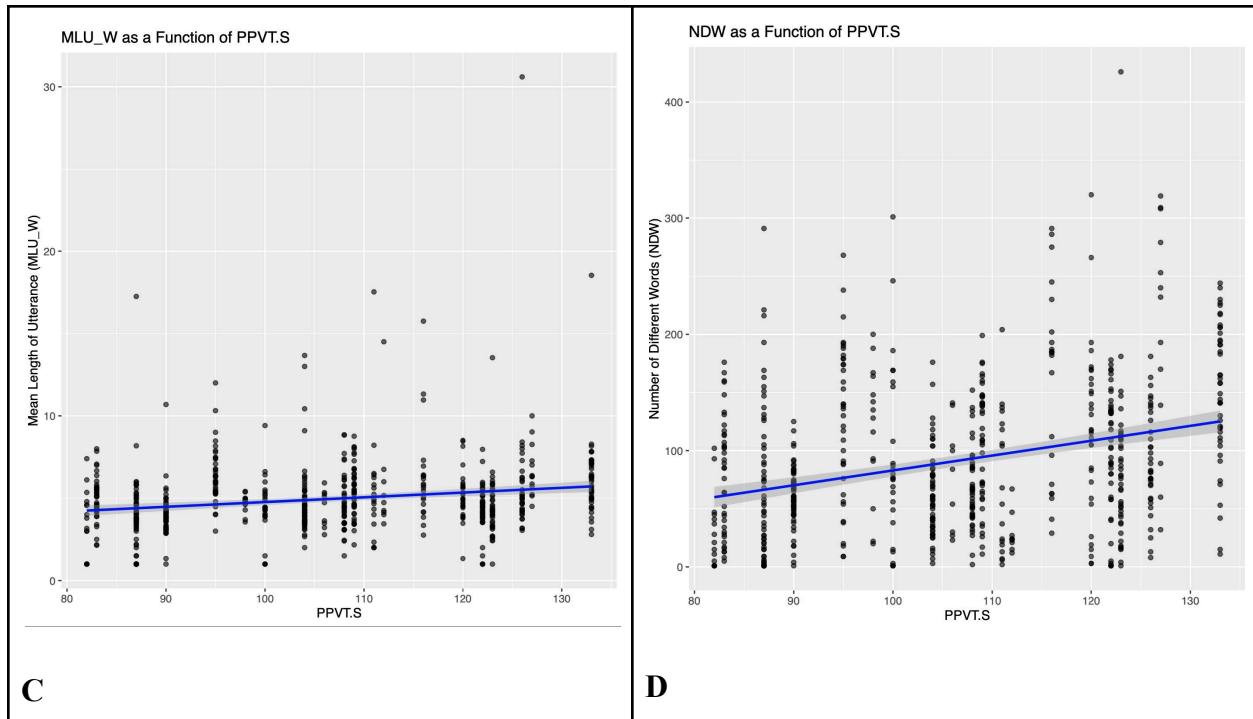 MLU_W as a Function of PPVT.S
Mean Length of Utterance (MLU_W)
30
20
10
0
80 90 100 110 120 130
PPVT.S
C
NDW as a Function of PPVT.S
Number of Different Words (NDW)
400
300
200
100
0
80 90 100 110 120 130
PPVT.S
D